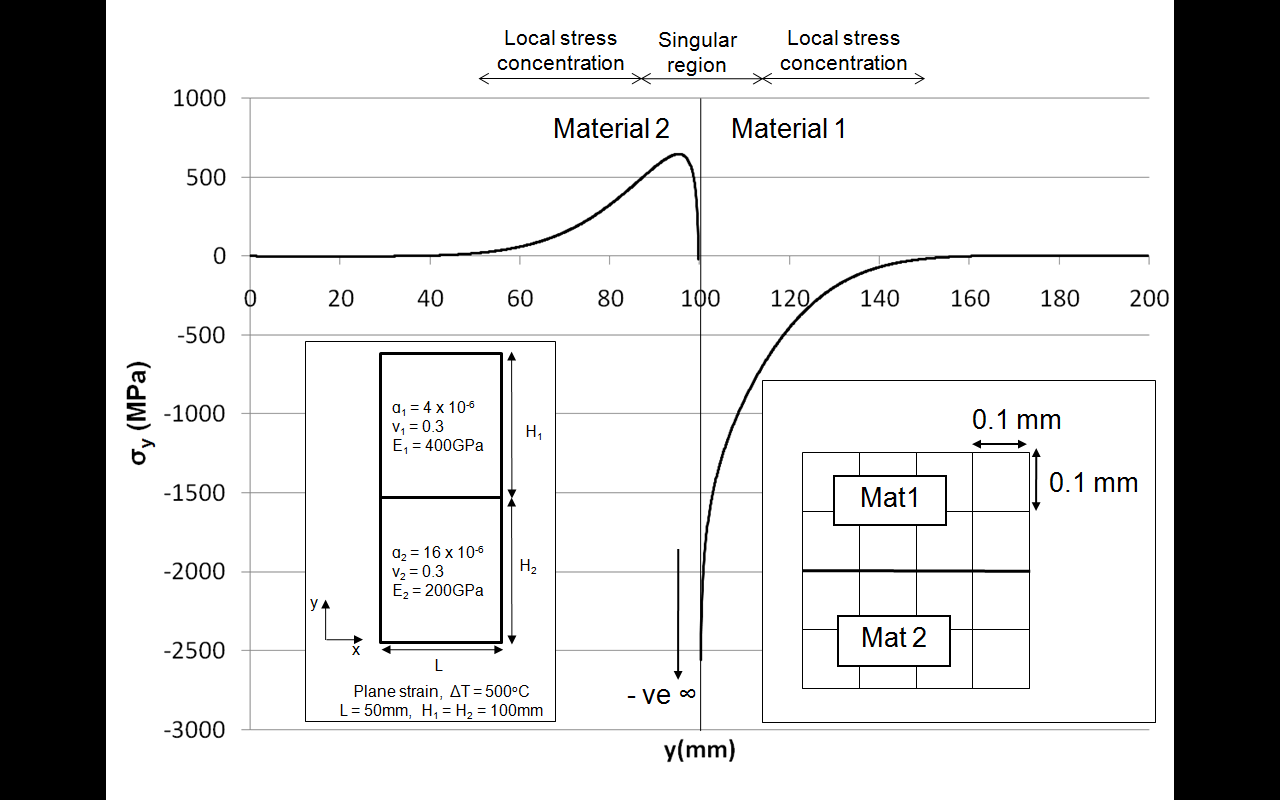 Local stress
concentration
Singular
region
Local stress
concentration
1000
500
0
-500
-1000
-1500
-2000
-2500
-3000
σy (MPa)
Material 2
Material 1
0 20 40 60 80 100 120 140 160 180 200
α₁ = 4 x 10⁻⁶
ν₁ = 0.3
E₁ = 400GPa
H₁
α₂ = 16 x 10⁻⁶
ν₂ = 0.3
E₂ = 200GPa
H₂
y
x
L
Plane strain, ΔT = 500°C
L = 50mm, H₁ = H₂ = 100mm
- ve ∞
0.1 mm
0.1 mm
Mat1
Mat 2
y(mm)